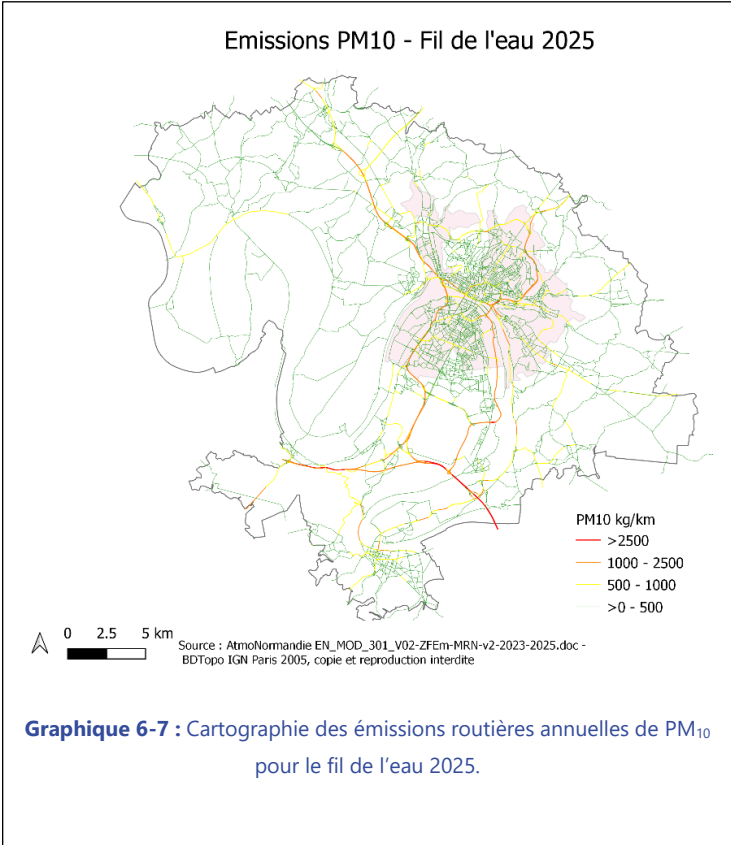 Emissions PM10 - Fil de l'eau 2025
PM10 kg/km
>2500
1000 - 2500
500 - 1000
>0 - 500
0 2.5 5 km
Source : AtmoNormandie EN_MOD_301_V02-ZFEm-MRN-v2-2023-2025.doc -
BDTopo IGN Paris 2005, copie et reproduction interdite
Graphique 6-7 : Cartographie des émissions routières annuelles de PM₁₀
pour le fil de l’eau 2025.